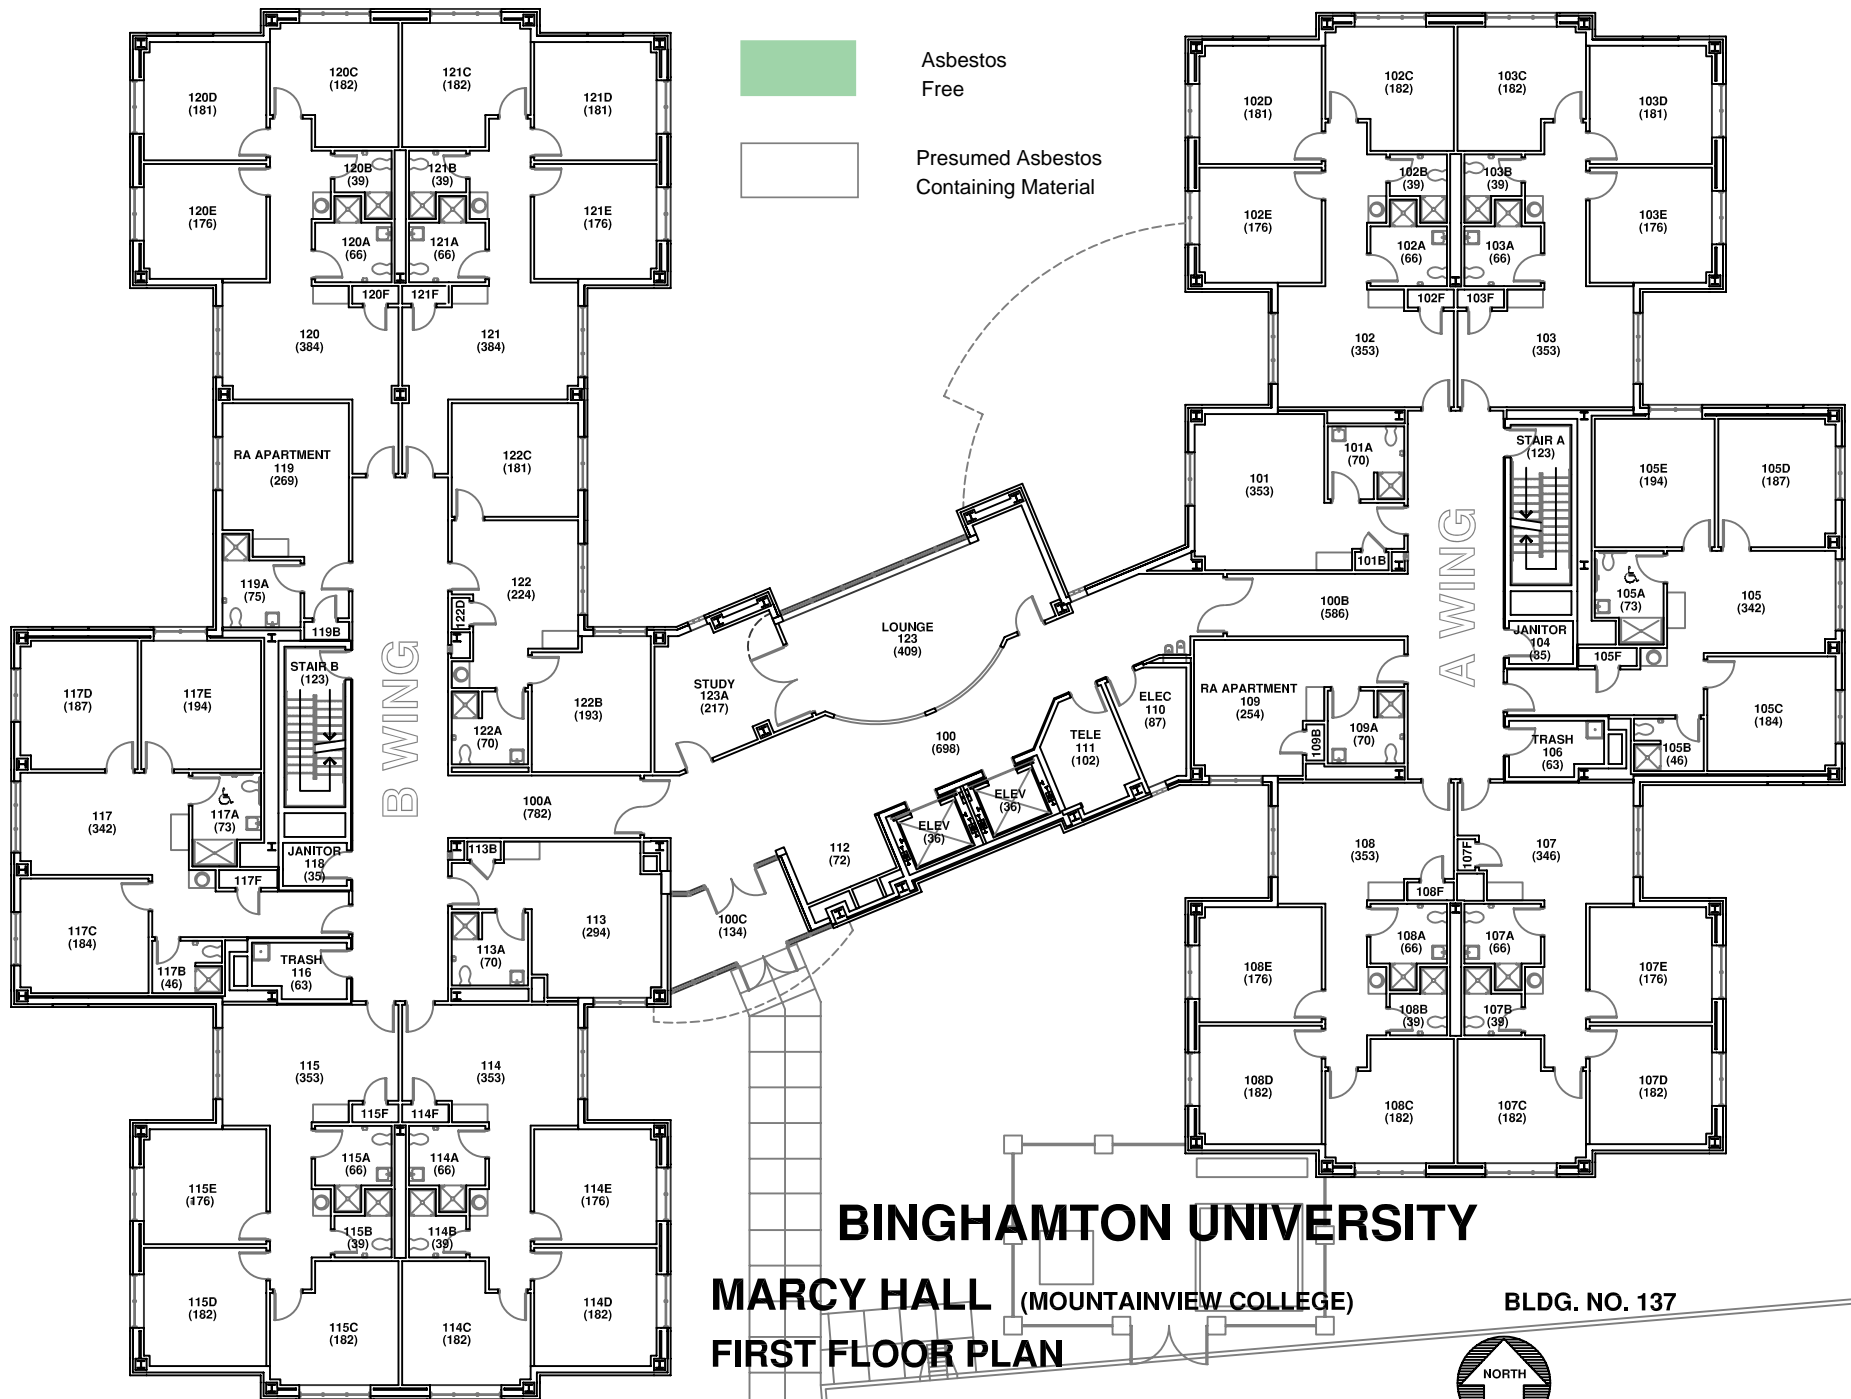 Asbestos
Free
Presumed Asbestos
Containing Material
120D
(181)
120C
(182)
121C
(182)
121D
(181)
120E
(176)
120B
(39)
121B
(39)
121E
(176)
120A
(66)
121A
(66)
120F
121F
120
(384)
121
(384)
RA APARTMENT
119
(269)
122C
(181)
119A
(75)
119B
122
(224)
122D
122A
(70)
122B
(193)
STAIR B
(123)
B WING
117D
(187)
117E
(194)
117
(342)
117A
(73)
JANITOR
118
(35)
117F
117C
(184)
117B
(46)
TRASH
116
(63)
100A
(782)
113B
113
(294)
113A
(70)
115
(353)
114
(353)
115F
114F
115A
(66)
114A
(66)
115E
(176)
114E
(176)
115B
(39)
114B
(39)
115D
(182)
115C
(182)
114C
(182)
114D
(182)
LOUNGE
123
(409)
STUDY
123A
(217)
100
(698)
112
(72)
ELEV
(36)
ELEV
(36)
TELE
111
(102)
ELEC
110
(87)
100C
(134)
102D
(181)
102C
(182)
103C
(182)
103D
(181)
102E
(176)
102B
(39)
103B
(39)
103E
(176)
102A
(66)
103A
(66)
102F
103F
102
(353)
103
(353)
101
(353)
101A
(70)
101B
100B
(586)
A WING
STAIR A
(123)
105E
(194)
105D
(187)
105A
(73)
105
(342)
JANITOR
104
(35)
105F
105C
(184)
105B
(46)
TRASH
106
(63)
RA APARTMENT
109
(254)
109B
109A
(70)
108
(353)
107
(346)
107F
108F
108A
(66)
107A
(66)
108E
(176)
107E
(176)
108B
(39)
107B
(39)
108D
(182)
108C
(182)
107C
(182)
107D
(182)
BINGHAMTON UNIVERSITY
MARCY HALL (MOUNTAINVIEW COLLEGE)
BLDG. NO. 137
FIRST FLOOR PLAN
NORTH